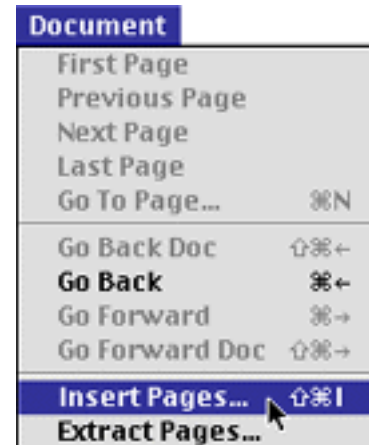 Document
First Page
Previous Page
Next Page
Last Page
Go To Page... ⌘N
Go Back Doc ⇧⌘←
Go Back ⌘←
Go Forward ⌘→
Go Forward Doc ⇧⌘→
Insert Pages... ⇧⌘I
Extract Pages...